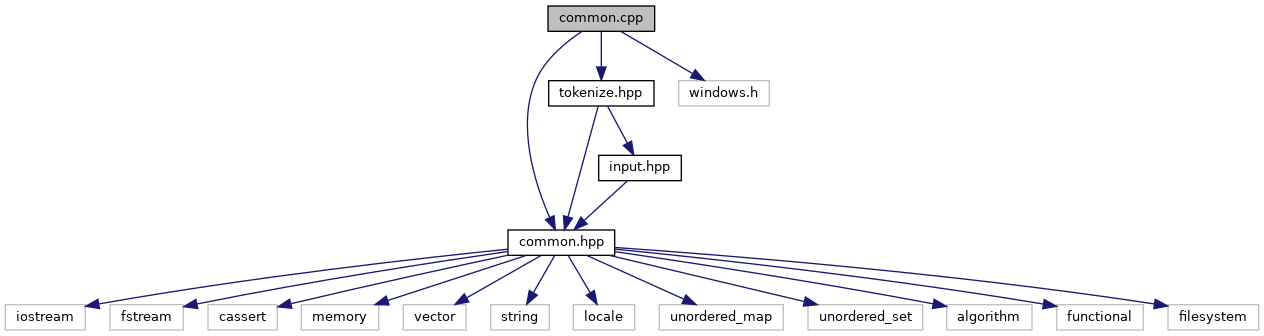 common.cpp
tokenize.hpp
windows.h
input.hpp
common.hpp
iostream
fstream
cassert
memory
vector
string
locale
unordered_map
unordered_set
algorithm
functional
filesystem